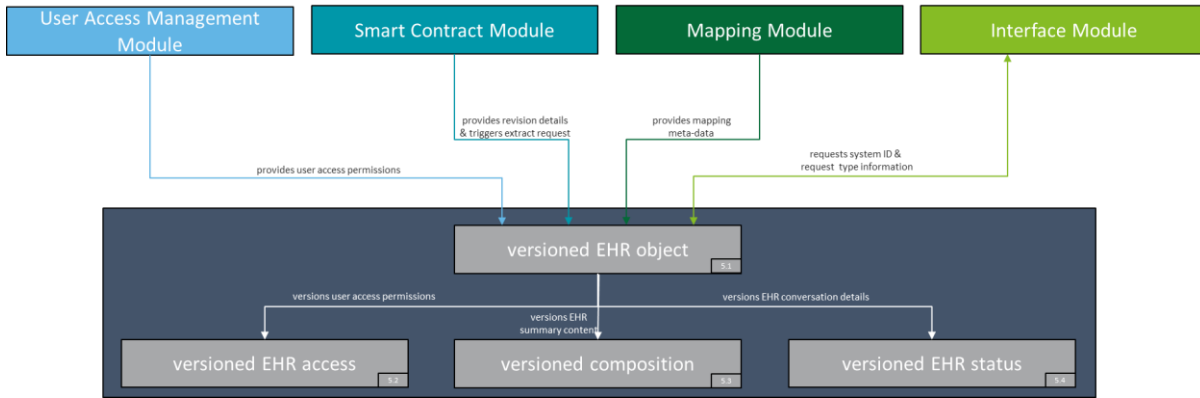 User Access Management
Module
Smart Contract Module
Mapping Module
Interface Module
provides revision details
& triggers extract request
provides mapping
meta-data
requests system ID &
request type information
provides user access permissions
versioned EHR object
5.1
versions user access permissions
versions EHR conversation details
versions EHR
summary content
versioned EHR access
5.2
versioned composition
5.3
versioned EHR status
5.4